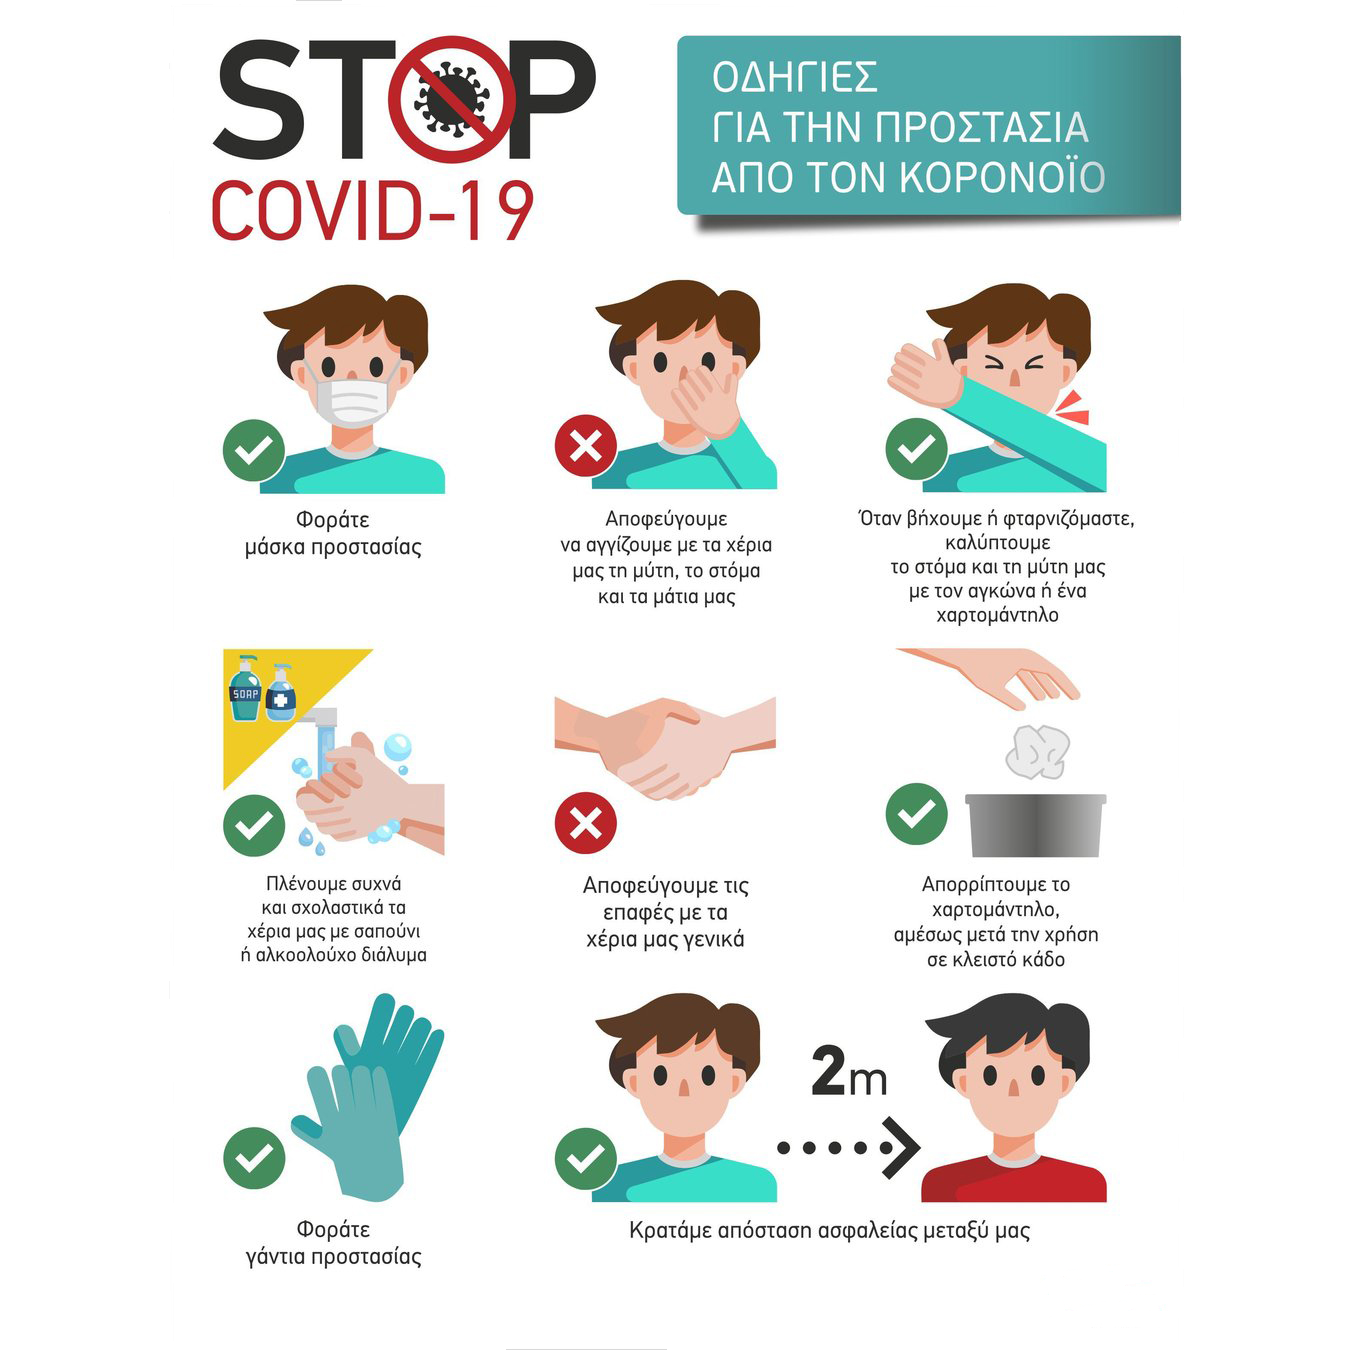 STOP
COVID-19
ΟΔΗΓΙΕΣ
ΓΙΑ ΤΗΝ ΠΡΟΣΤΑΣΙΑ
ΑΠΟ ΤΟΝ ΚΟΡΟΝΟΪΟ
Φοράτε
μάσκα προστασίας
Αποφεύγουμε
να αγγίζουμε με τα χέρια
μας τη μύτη, το στόμα
και τα μάτια μας
Όταν βήχουμε ή φταρνιζόμαστε,
καλύπτουμε
το στόμα και τη μύτη μας
με τον αγκώνα ή ένα
χαρτομάντηλο
SOAP
Πλένουμε συχνά
και σχολαστικά τα
χέρια μας με σαπούνι
ή αλκοολούχο διάλυμα
Αποφεύγουμε τις
επαφές με τα
χέρια μας γενικά
Απορρίπτουμε το
χαρτομάντηλο,
αμέσως μετά την χρήση
σε κλειστό κάδο
Φοράτε
γάντια προστασίας
2m
Κρατάμε απόσταση ασφαλείας μεταξύ μας